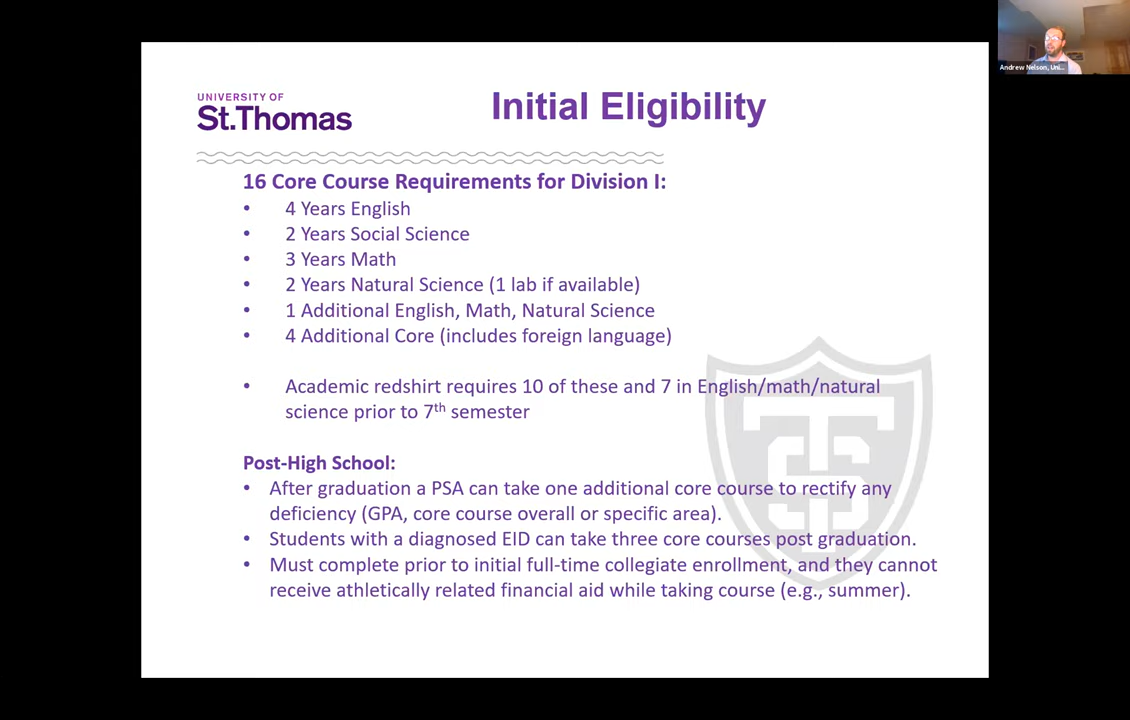 Andrew Nelson, Uni...
UNIVERSITY OF
St.Thomas
Initial Eligibility
16 Core Course Requirements for Division I:
• 4 Years English
• 2 Years Social Science
• 3 Years Math
• 2 Years Natural Science (1 lab if available)
• 1 Additional English, Math, Natural Science
• 4 Additional Core (includes foreign language)
• Academic redshirt requires 10 of these and 7 in English/math/natural
science prior to 7th semester
Post-High School:
• After graduation a PSA can take one additional core course to rectify any
deficiency (GPA, core course overall or specific area).
• Students with a diagnosed EID can take three core courses post graduation.
• Must complete prior to initial full-time collegiate enrollment, and they cannot
receive athletically related financial aid while taking course (e.g., summer).